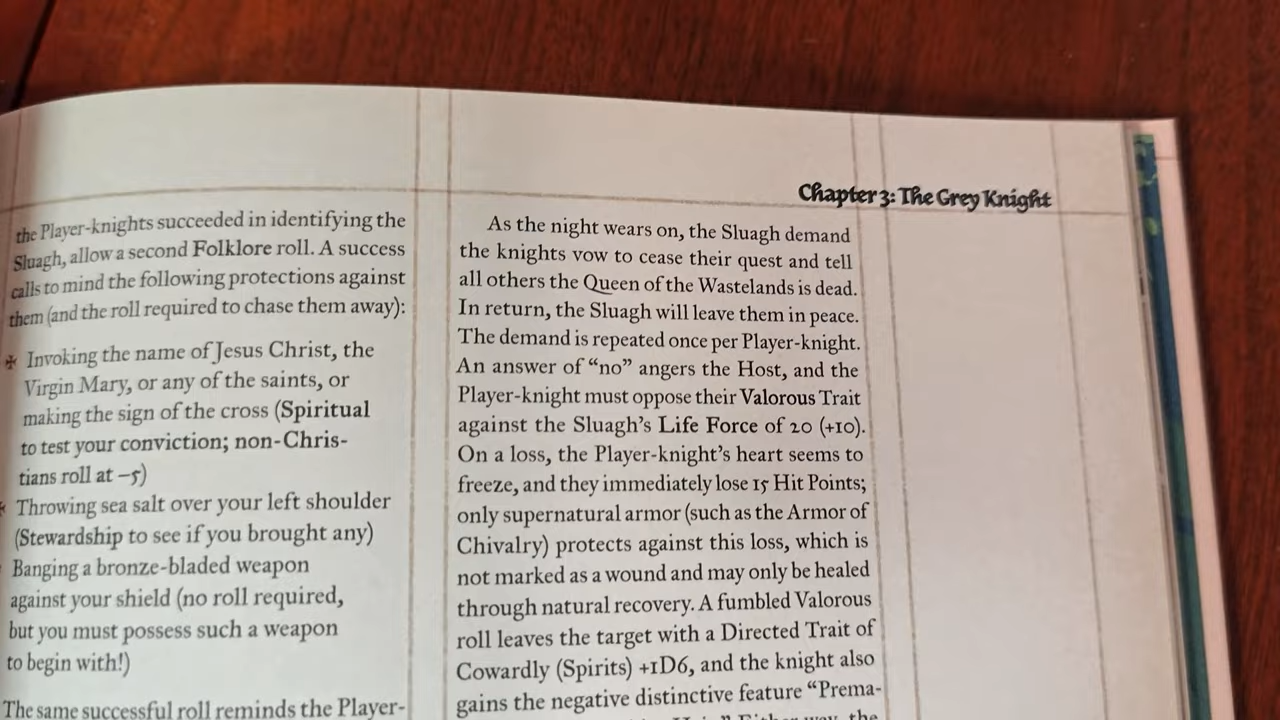 Chapter 3: The Grey Knight
the Player-knights succeeded in identifying the
Sluagh, allow a second Folklore roll. A success
calls to mind the following protections against
them (and the roll required to chase them away):
✠ Invoking the name of Jesus Christ, the
Virgin Mary, or any of the saints, or
making the sign of the cross (Spiritual
to test your conviction; non-Chris-
tians roll at –5)
Throwing sea salt over your left shoulder
(Stewardship to see if you brought any)
Banging a bronze-bladed weapon
against your shield (no roll required,
but you must possess such a weapon
to begin with!)
The same successful roll reminds the Player-
As the night wears on, the Sluagh demand
the knights vow to cease their quest and tell
all others the Queen of the Wastelands is dead.
In return, the Sluagh will leave them in peace.
The demand is repeated once per Player-knight.
An answer of “no” angers the Host, and the
Player-knight must oppose their Valorous Trait
against the Sluagh’s Life Force of 20 (+10).
On a loss, the Player-knight’s heart seems to
freeze, and they immediately lose 15 Hit Points;
only supernatural armor (such as the Armor of
Chivalry) protects against this loss, which is
not marked as a wound and may only be healed
through natural recovery. A fumbled Valorous
roll leaves the target with a Directed Trait of
Cowardly (Spirits) +1D6, and the knight also
gains the negative distinctive feature “Prema-
the